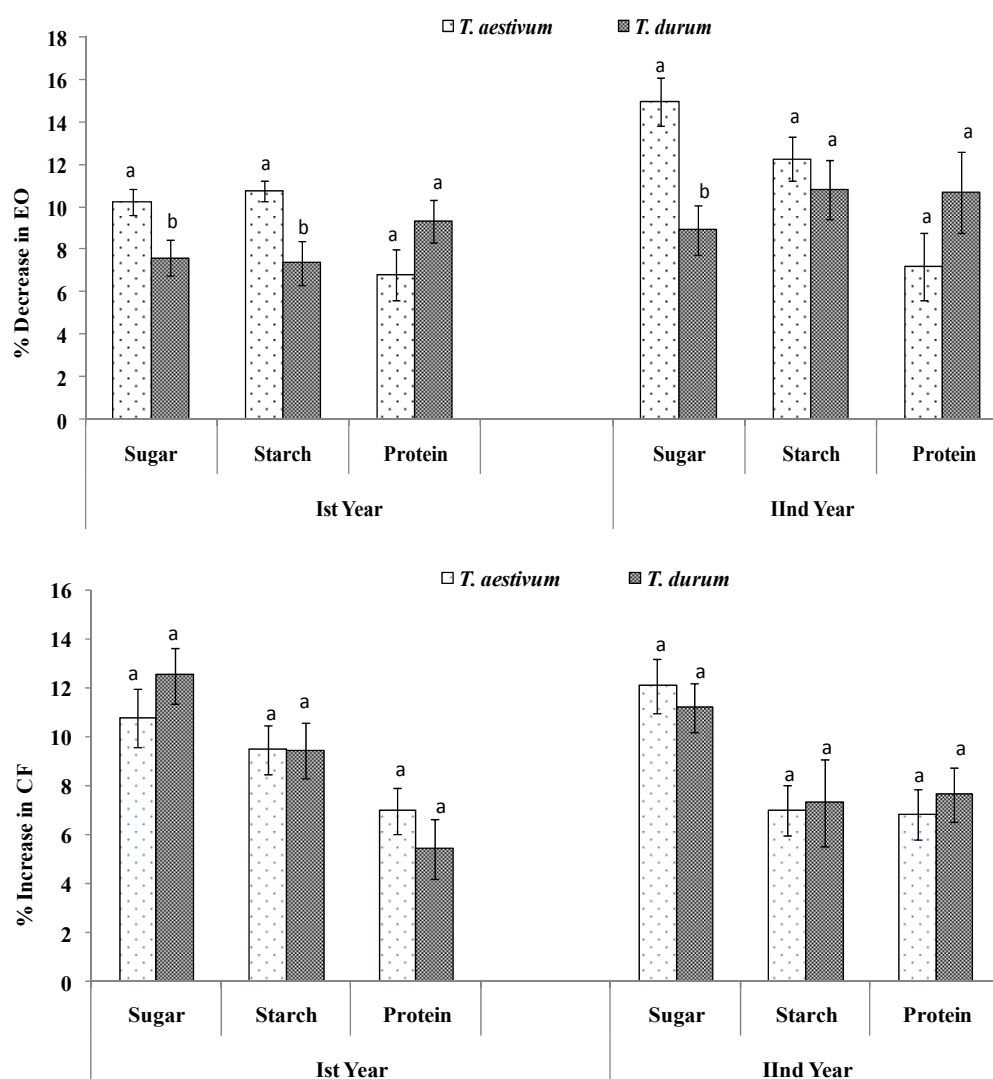 T. aestivum T. durum
% Decrease in EO
18
16
14
12
10
8
6
4
2
0
a b a b a a a b a a a a
Sugar Starch Protein Sugar Starch Protein
Ist Year IInd Year
T. aestivum T. durum
% Increase in CF
16
14
12
10
8
6
4
2
0
a a a a a a a a a a a a
Sugar Starch Protein Sugar Starch Protein
Ist Year IInd Year